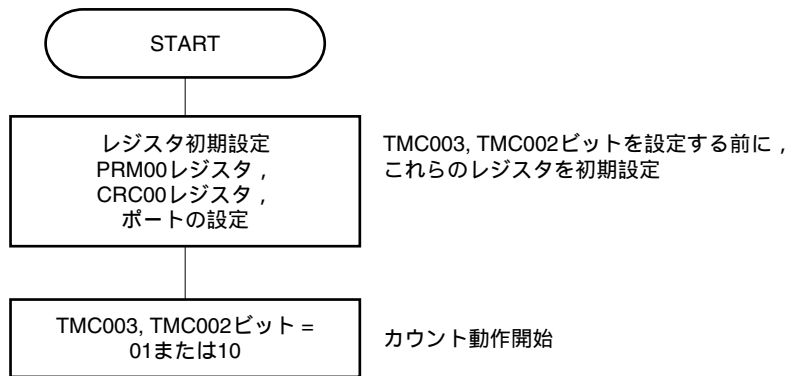 START
レジスタ初期設定
PRM00レジスタ，
CRC00レジスタ，
ポートの設定
TMC003, TMC002ビットを設定する前に，
これらのレジスタを初期設定
TMC003, TMC002ビット =
01または10
カウント動作開始